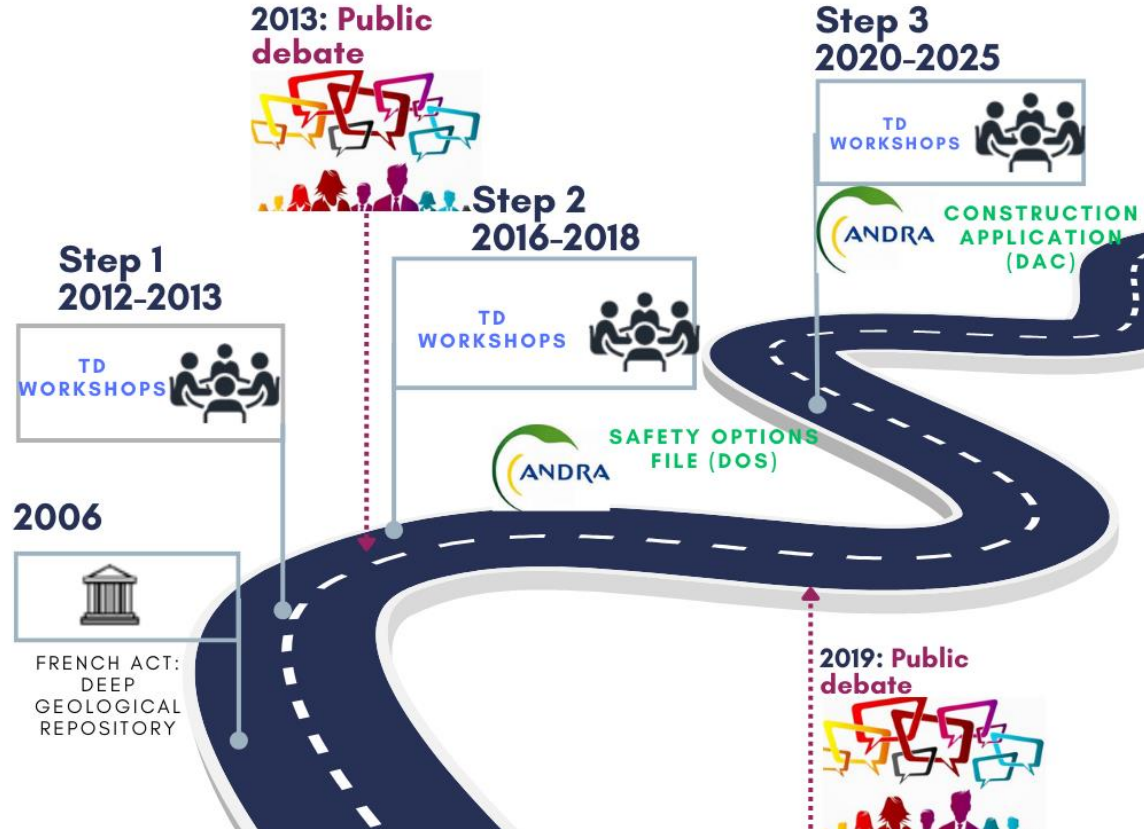 2013: Public
debate
Step 3
2020-2025
TD
WORKSHOPS
ANDRA
CONSTRUCTION
APPLICATION
(DAC)
Step 2
2016-2018
TD
WORKSHOPS
ANDRA
SAFETY OPTIONS
FILE (DOS)
Step 1
2012-2013
TD
WORKSHOPS
2006
FRENCH ACT:
DEEP
GEOLOGICAL
REPOSITORY
2019: Public
debate